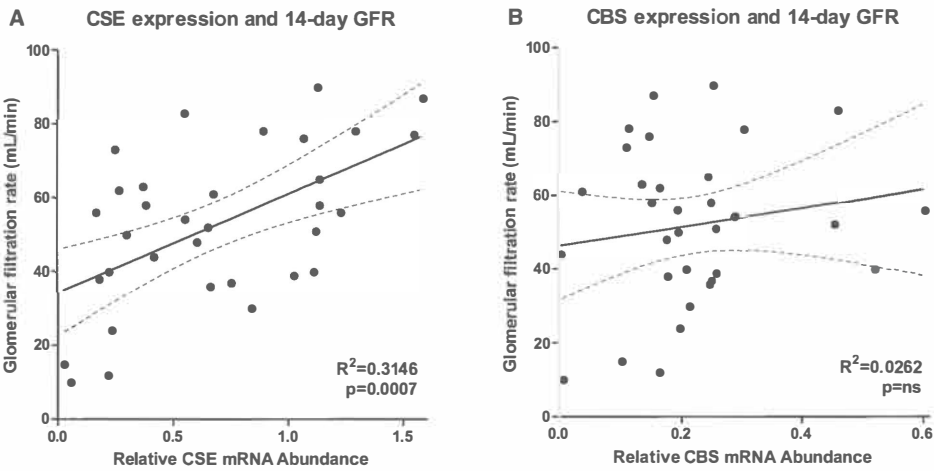 A
CSE expression and 14-day GFR
100
80
60
40
20
0
Glomerular filtration rate (mL/min)
R²=0.3146
p=0.0007
0.0 0.5 1.0 1.5
Relative CSE mRNA Abundance
B
CBS expression and 14-day GFR
100
80
60
40
20
0
Glomerular filtration rate (mL/min)
R²=0.0262
p=ns
0.0 0.2 0.4 0.6
Relative CBS mRNA Abundance